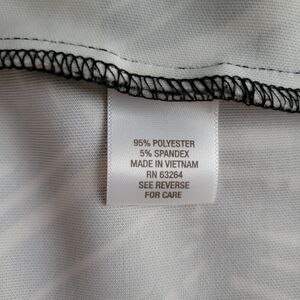 95% POLYESTER
5% SPANDEX
MADE IN VIETNAM
RN 63264
SEE REVERSE
FOR CARE